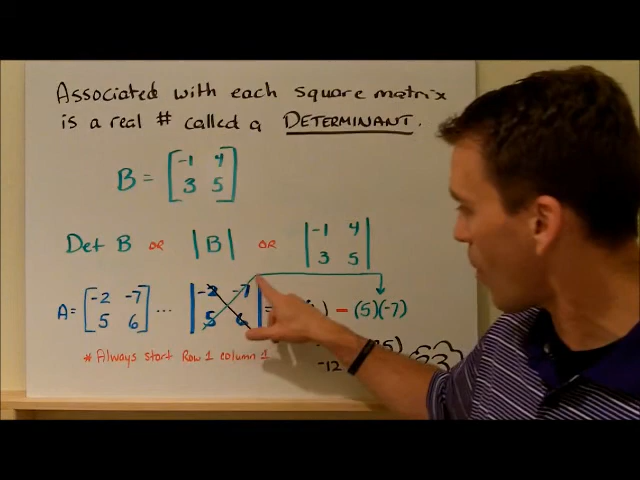 Associated with each square matrix
is a real # called a DETERMINANT.
B = [-1 4
3 5]
Det B OR |B| OR |-1 4
3 5|
A = [-2 -7 ... |-2 -7
5 6] 5 6| = ) - (5)(-7)
* Always start Row 1 column 1
-12 23